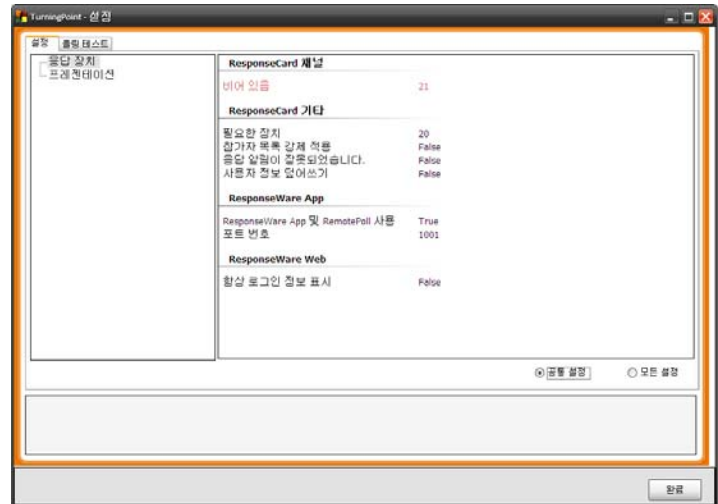 TurningPoint - 설정
설정 폴링 테스트
응답 장치
프레젠테이션
ResponseCard 채널
비어 있음 21
ResponseCard 기타
필요한 장치 20
참가자 목록 강제 적용 False
응답 알림이 잘못되었습니다. False
사용자 정보 덮어쓰기 False
ResponseWare App
ResponseWare App 및 RemotePoll 사용 True
포트 번호 1001
ResponseWare Web
항상 로그인 정보 표시 False
공통 설정 모든 설정
완료